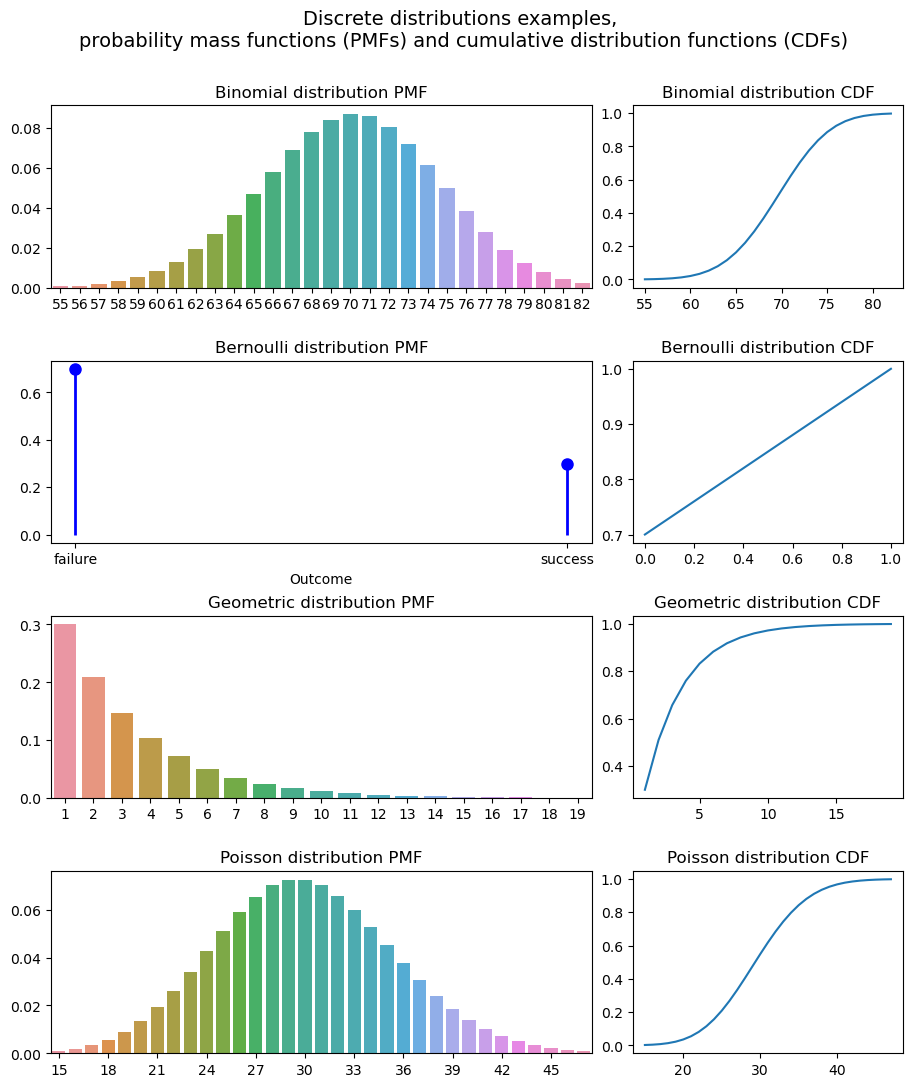 Discrete distributions examples,
probability mass functions (PMFs) and cumulative distribution functions (CDFs)
Binomial distribution PMF
0.08
0.06
0.04
0.02
0.00
55 56 57 58 59 60 61 62 63 64 65 66 67 68 69 70 71 72 73 74 75 76 77 78 79 80 81 82
Binomial distribution CDF
1.0
0.8
0.6
0.4
0.2
0.0
55 60 65 70 75 80
Bernoulli distribution PMF
0.6
0.4
0.2
0.0
failure success
Outcome
Bernoulli distribution CDF
1.0
0.9
0.8
0.7
0.0 0.2 0.4 0.6 0.8 1.0
Geometric distribution PMF
0.3
0.2
0.1
0.0
1 2 3 4 5 6 7 8 9 10 11 12 13 14 15 16 17 18 19
Geometric distribution CDF
1.0
0.8
0.6
0.4
5 10 15
Poisson distribution PMF
0.06
0.04
0.02
0.00
15 18 21 24 27 30 33 36 39 42 45
Poisson distribution CDF
1.0
0.8
0.6
0.4
0.2
0.0
20 30 40